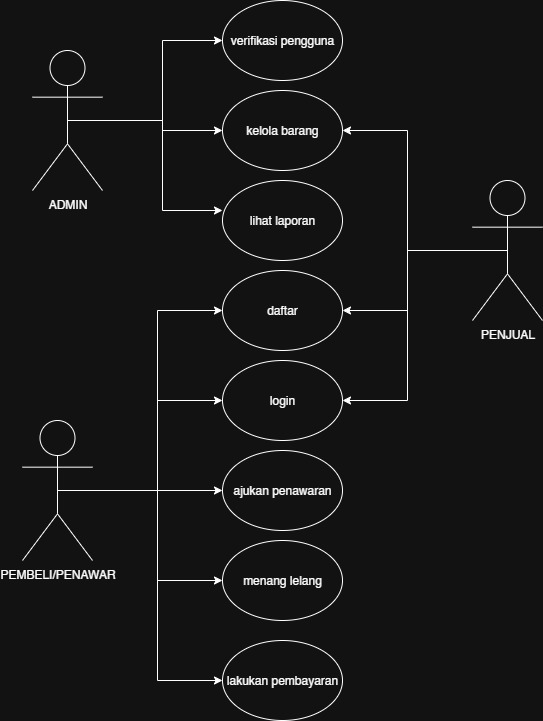 verifikasi pengguna
kelola barang
ADMIN
lihat laporan
daftar
PENJUAL
login
ajukan penawaran
PEMBELI/PENAWAR
menang lelang
lakukan pembayaran